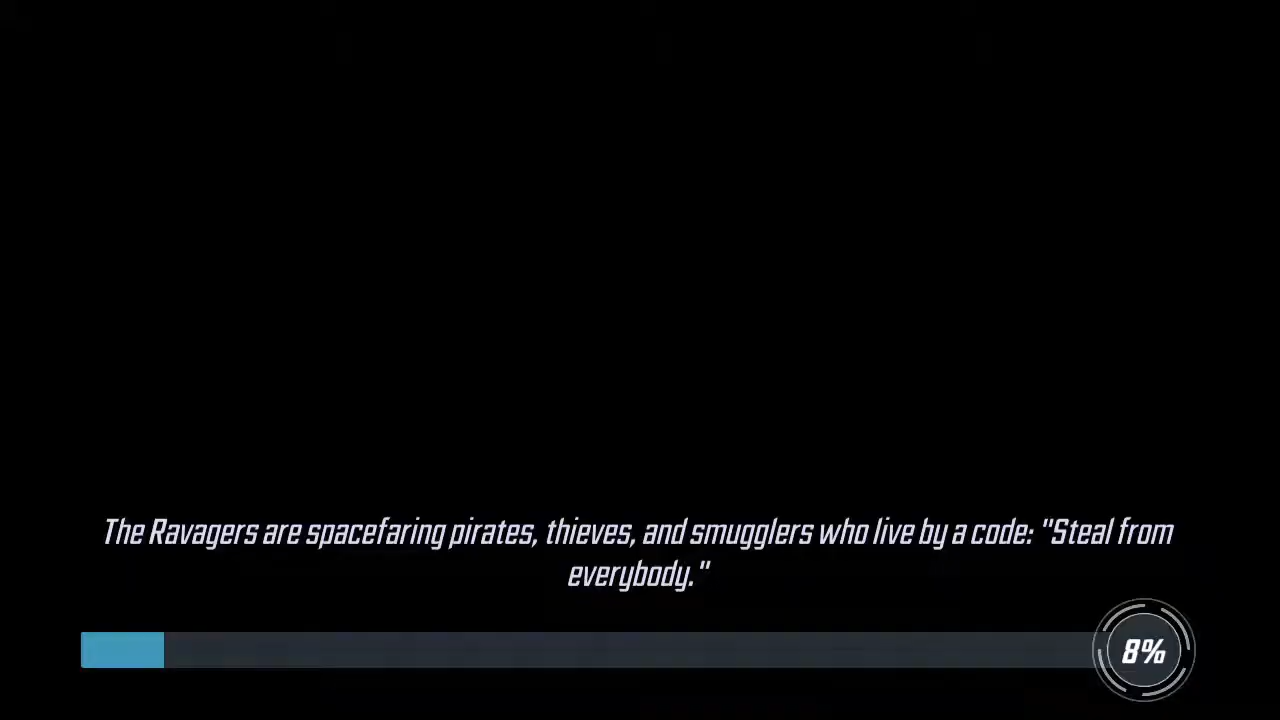 The Ravagers are spacefaring pirates, thieves, and smugglers who live by a code: "Steal from
everybody."
8%